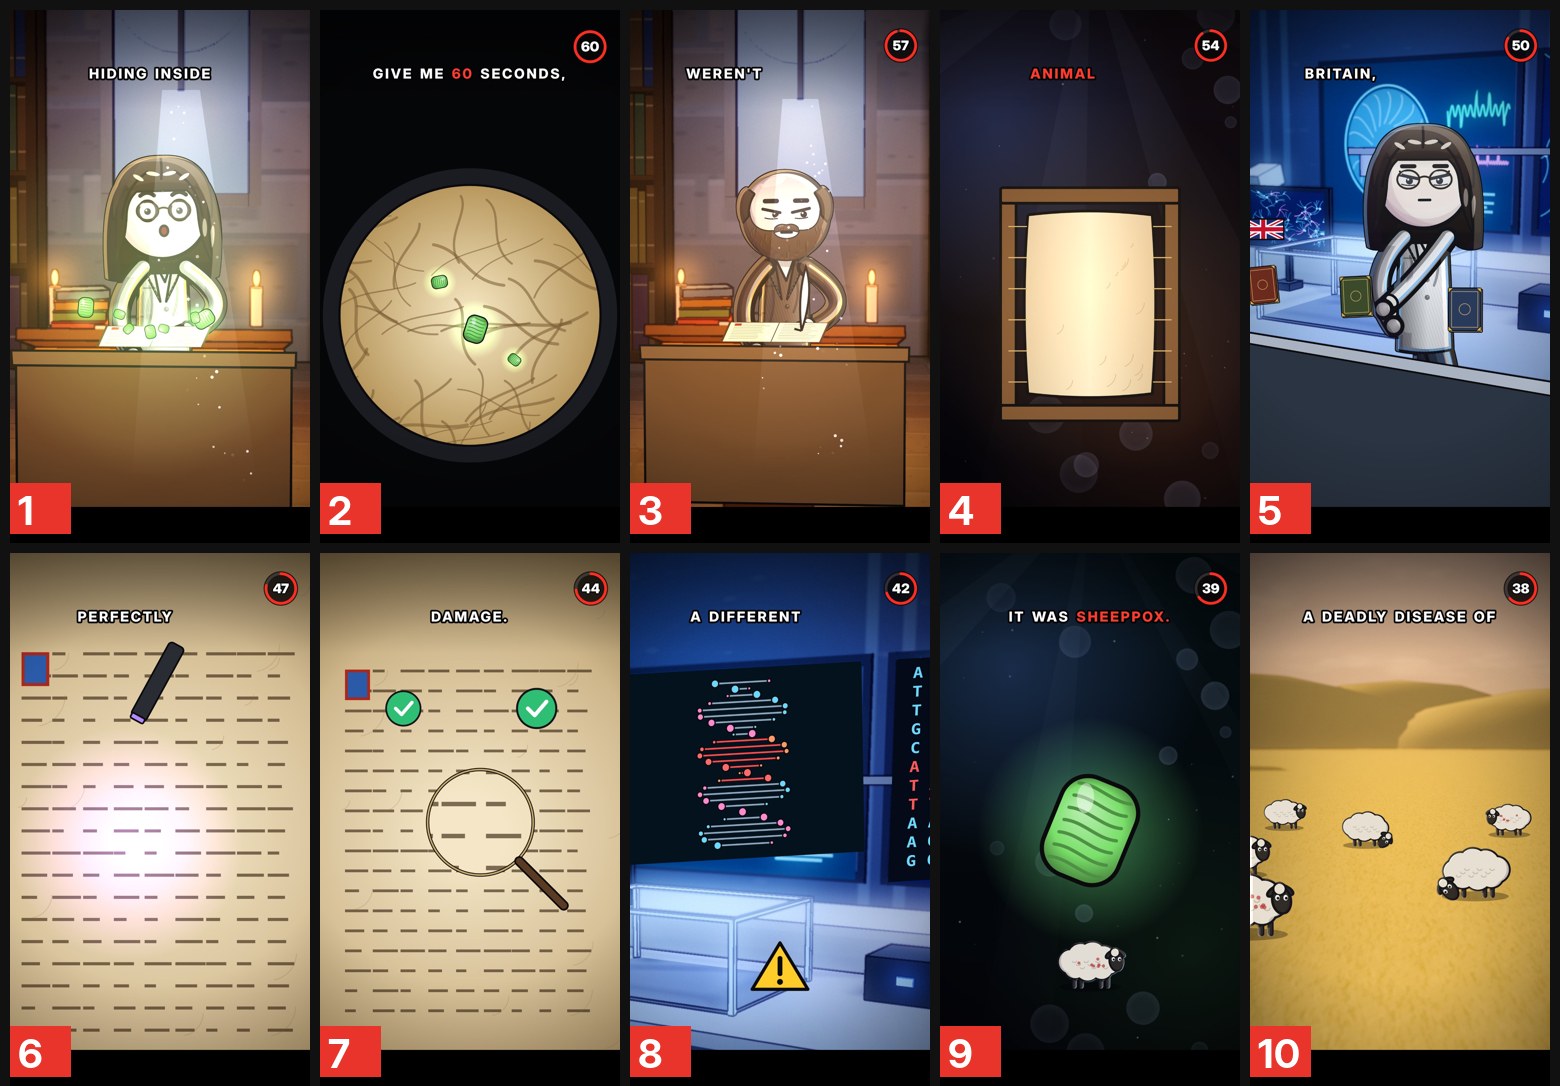 HIDING INSIDE
1
60
GIVE ME 60 SECONDS,
2
57
WEREN'T
3
54
ANIMAL
4
50
BRITAIN,
5
47
PERFECTLY
6
44
DAMAGE.
7
42
A DIFFERENT
A
T
T
G
C
A
T
T
A
A
G
8
39
IT WAS SHEEPPOX.
9
38
A DEADLY DISEASE OF
10